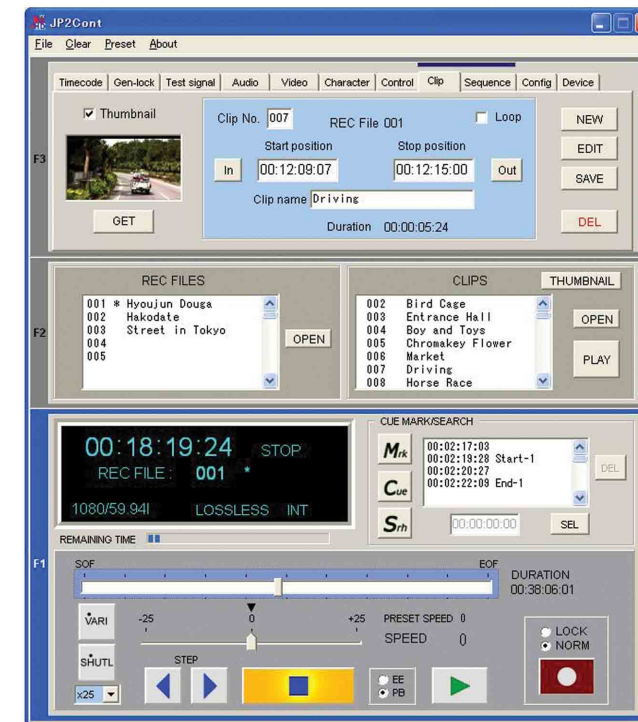 JP2Cont
File Clear Preset About
Timecode Gen-lock Test signal Audio Video Character Control Clip Sequence Config Device
F3
Thumbnail
GET
Clip No. 007 REC File 001 Loop
Start position Stop position
In 00:12:09:07 00:12:15:00 Out
Clip name Driving
Duration 00:00:05:24
NEW
EDIT
SAVE
DEL
F2
REC FILES
001 * Hyoujun Douga
002 Hakodate
003 Street in Tokyo
004
005
OPEN
CLIPS THUMBNAIL
002 Bird Cage
003 Entrance Hall
004 Boy and Toys
005 Chromakey Flower
006 Market
007 Driving
008 Horse Race
OPEN
PLAY
F1
00:18:19:24 STOP
REC FILE: 001 *
1080/59.94I LOSSLESS INT
REMAINING TIME
CUE MARK/SEARCH
Mrk
Cue
Srh
00:02:17:03
00:02:19:28 Start-1
00:02:20:27
00:02:22:09 End-1
DEL
00:00:00:00 SEL
SOF EOF
DURATION
00:38:06:01
VARI
-25 0 +25
PRESET SPEED 0
SPEED 0
SHUTL
STEP
x25
EE
PB
LOCK
NORM